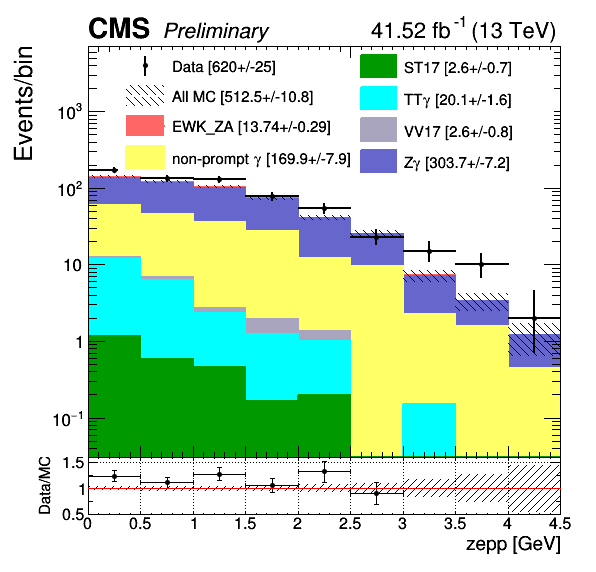 CMS Preliminary 41.52 fb⁻¹ (13 TeV)
Events/bin
Data [620+/-25]
All MC [512.5+/-10.8]
EWK_ZA [13.74+/-0.29]
non-prompt γ [169.9+/-7.9]
ST17 [2.6+/-0.7]
TTγ [20.1+/-1.6]
VV17 [2.6+/-0.8]
Zγ [303.7+/-7.2]
10³
10²
10
1
10⁻¹
Data/MC
1.5
1
0.5
0 0.5 1 1.5 2 2.5 3 3.5 4 4.5
zepp [GeV]